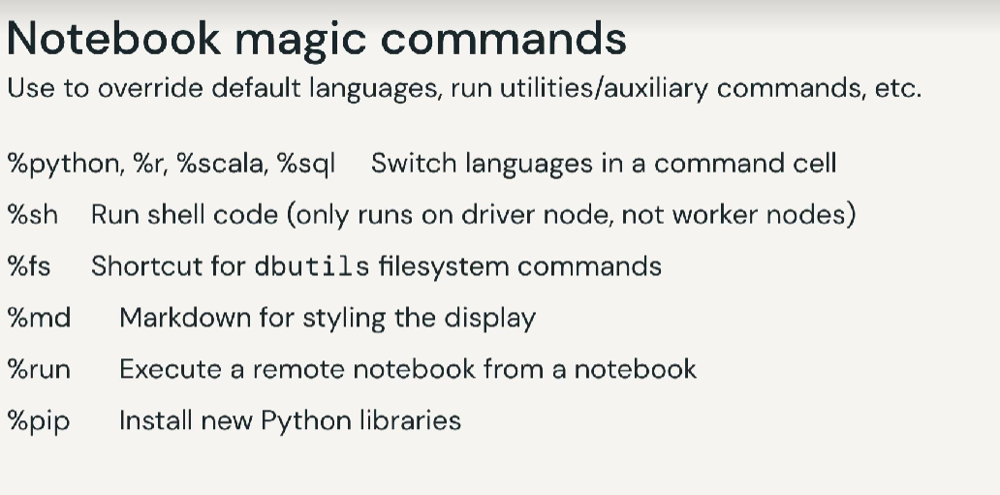 Notebook magic commands
Use to override default languages, run utilities/auxiliary commands, etc.
%python, %r, %scala, %sql Switch languages in a command cell
%sh Run shell code (only runs on driver node, not worker nodes)
%fs Shortcut for dbutils filesystem commands
%md Markdown for styling the display
%run Execute a remote notebook from a notebook
%pip Install new Python libraries